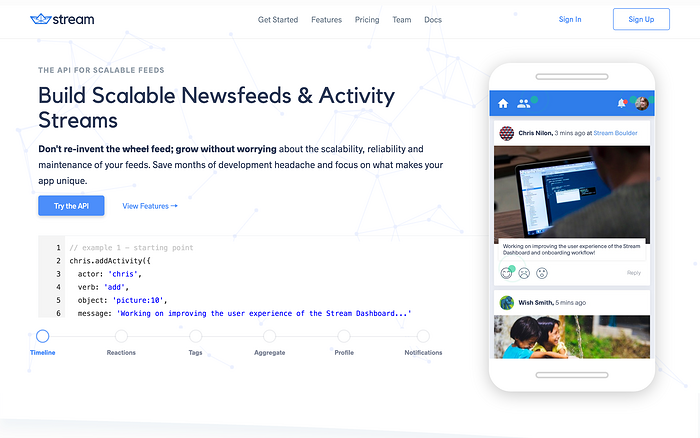 stream
Get Started Features Pricing Team Docs
Sign In Sign Up
THE API FOR SCALABLE FEEDS
Build Scalable Newsfeeds & Activity
Streams
Don't re-invent the wheel feed; grow without worrying about the scalability, reliability and
maintenance of your feeds. Save months of development headache and focus on what makes your
app unique.
Try the API View Features →
1 // example 1 - starting point
2 chris.addActivity({
3 actor: 'chris',
4 verb: 'add',
5 object: 'picture:10',
6 message: 'Working on improving the user experience of the Stream Dashboard...'
Timeline Reactions Tags Aggregate Profile Notifications
Chris Nilon, 3 mins ago at Stream Boulder
Working on improving the user experience of the Stream
Dashboard and onboarding workflow!
Reply
Wish Smith, 5 mins ago